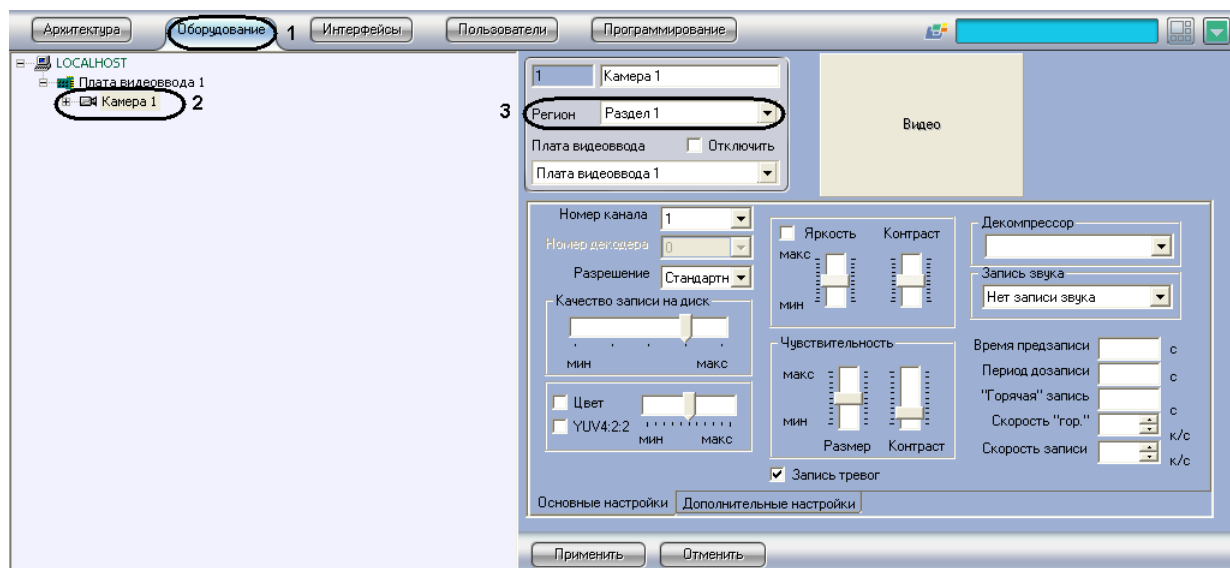 Архитектура
Оборудование
1
Интерфейсы
Пользователи
Программирование
LOCALHOST
Плата видеоввода 1
Камера 1
2
1
Камера 1
3
Регион
Раздел 1
Плата видеоввода
Отключить
Плата видеоввода 1
Видео
Номер канала
1
Номер декодера
0
Разрешение
Стандартн
Качество записи на диск
мин
макс
Цвет
YUV4:2:2
мин
макс
Яркость
Контраст
макс
мин
Чувствительность
макс
мин
Размер
Контраст
Запись тревог
Декомпрессор
Запись звука
Нет записи звука
Время предзаписи
с
Период дозаписи
с
"Горячая" запись
с
Скорость "гор."
к/с
Скорость записи
к/с
Основные настройки
Дополнительные настройки
Применить
Отменить